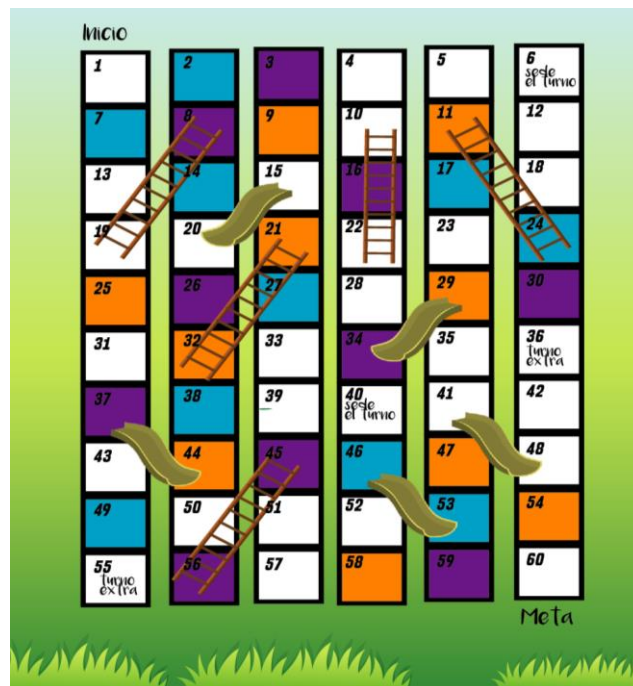 Inicio
1 2 3 4 5 6
sede
el turno
7 8 9 10 11 12
13 14 15 16 17 18
19 20 21 22 23 24
25 26 27 28 29 30
31 32 33 34 35 36
turno
extra
37 38 39 40 41 42
sede
el turno
43 44 45 46 47 48
49 50 51 52 53 54
55 56 57 58 59 60
turno
extra
Meta